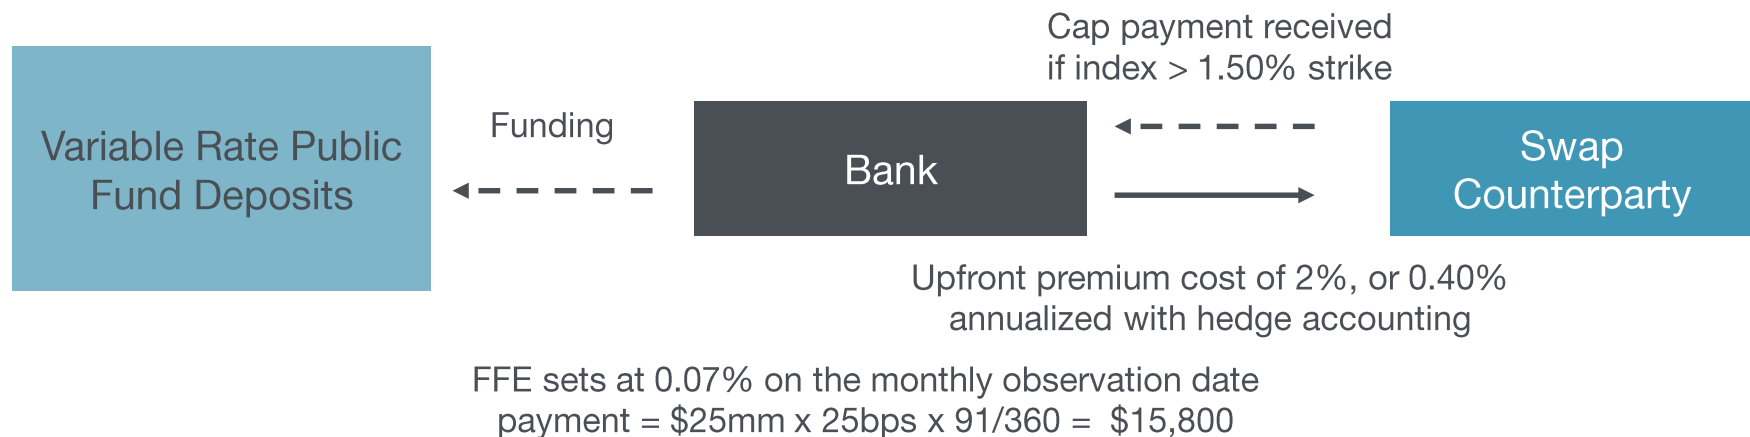 Cap payment received
if index > 1.50% strike
Variable Rate Public
Fund Deposits
Funding
Bank
Swap
Counterparty
Upfront premium cost of 2%, or 0.40%
annualized with hedge accounting
FFE sets at 0.07% on the monthly observation date
payment = $25mm x 25bps x 91/360 =  $15,800